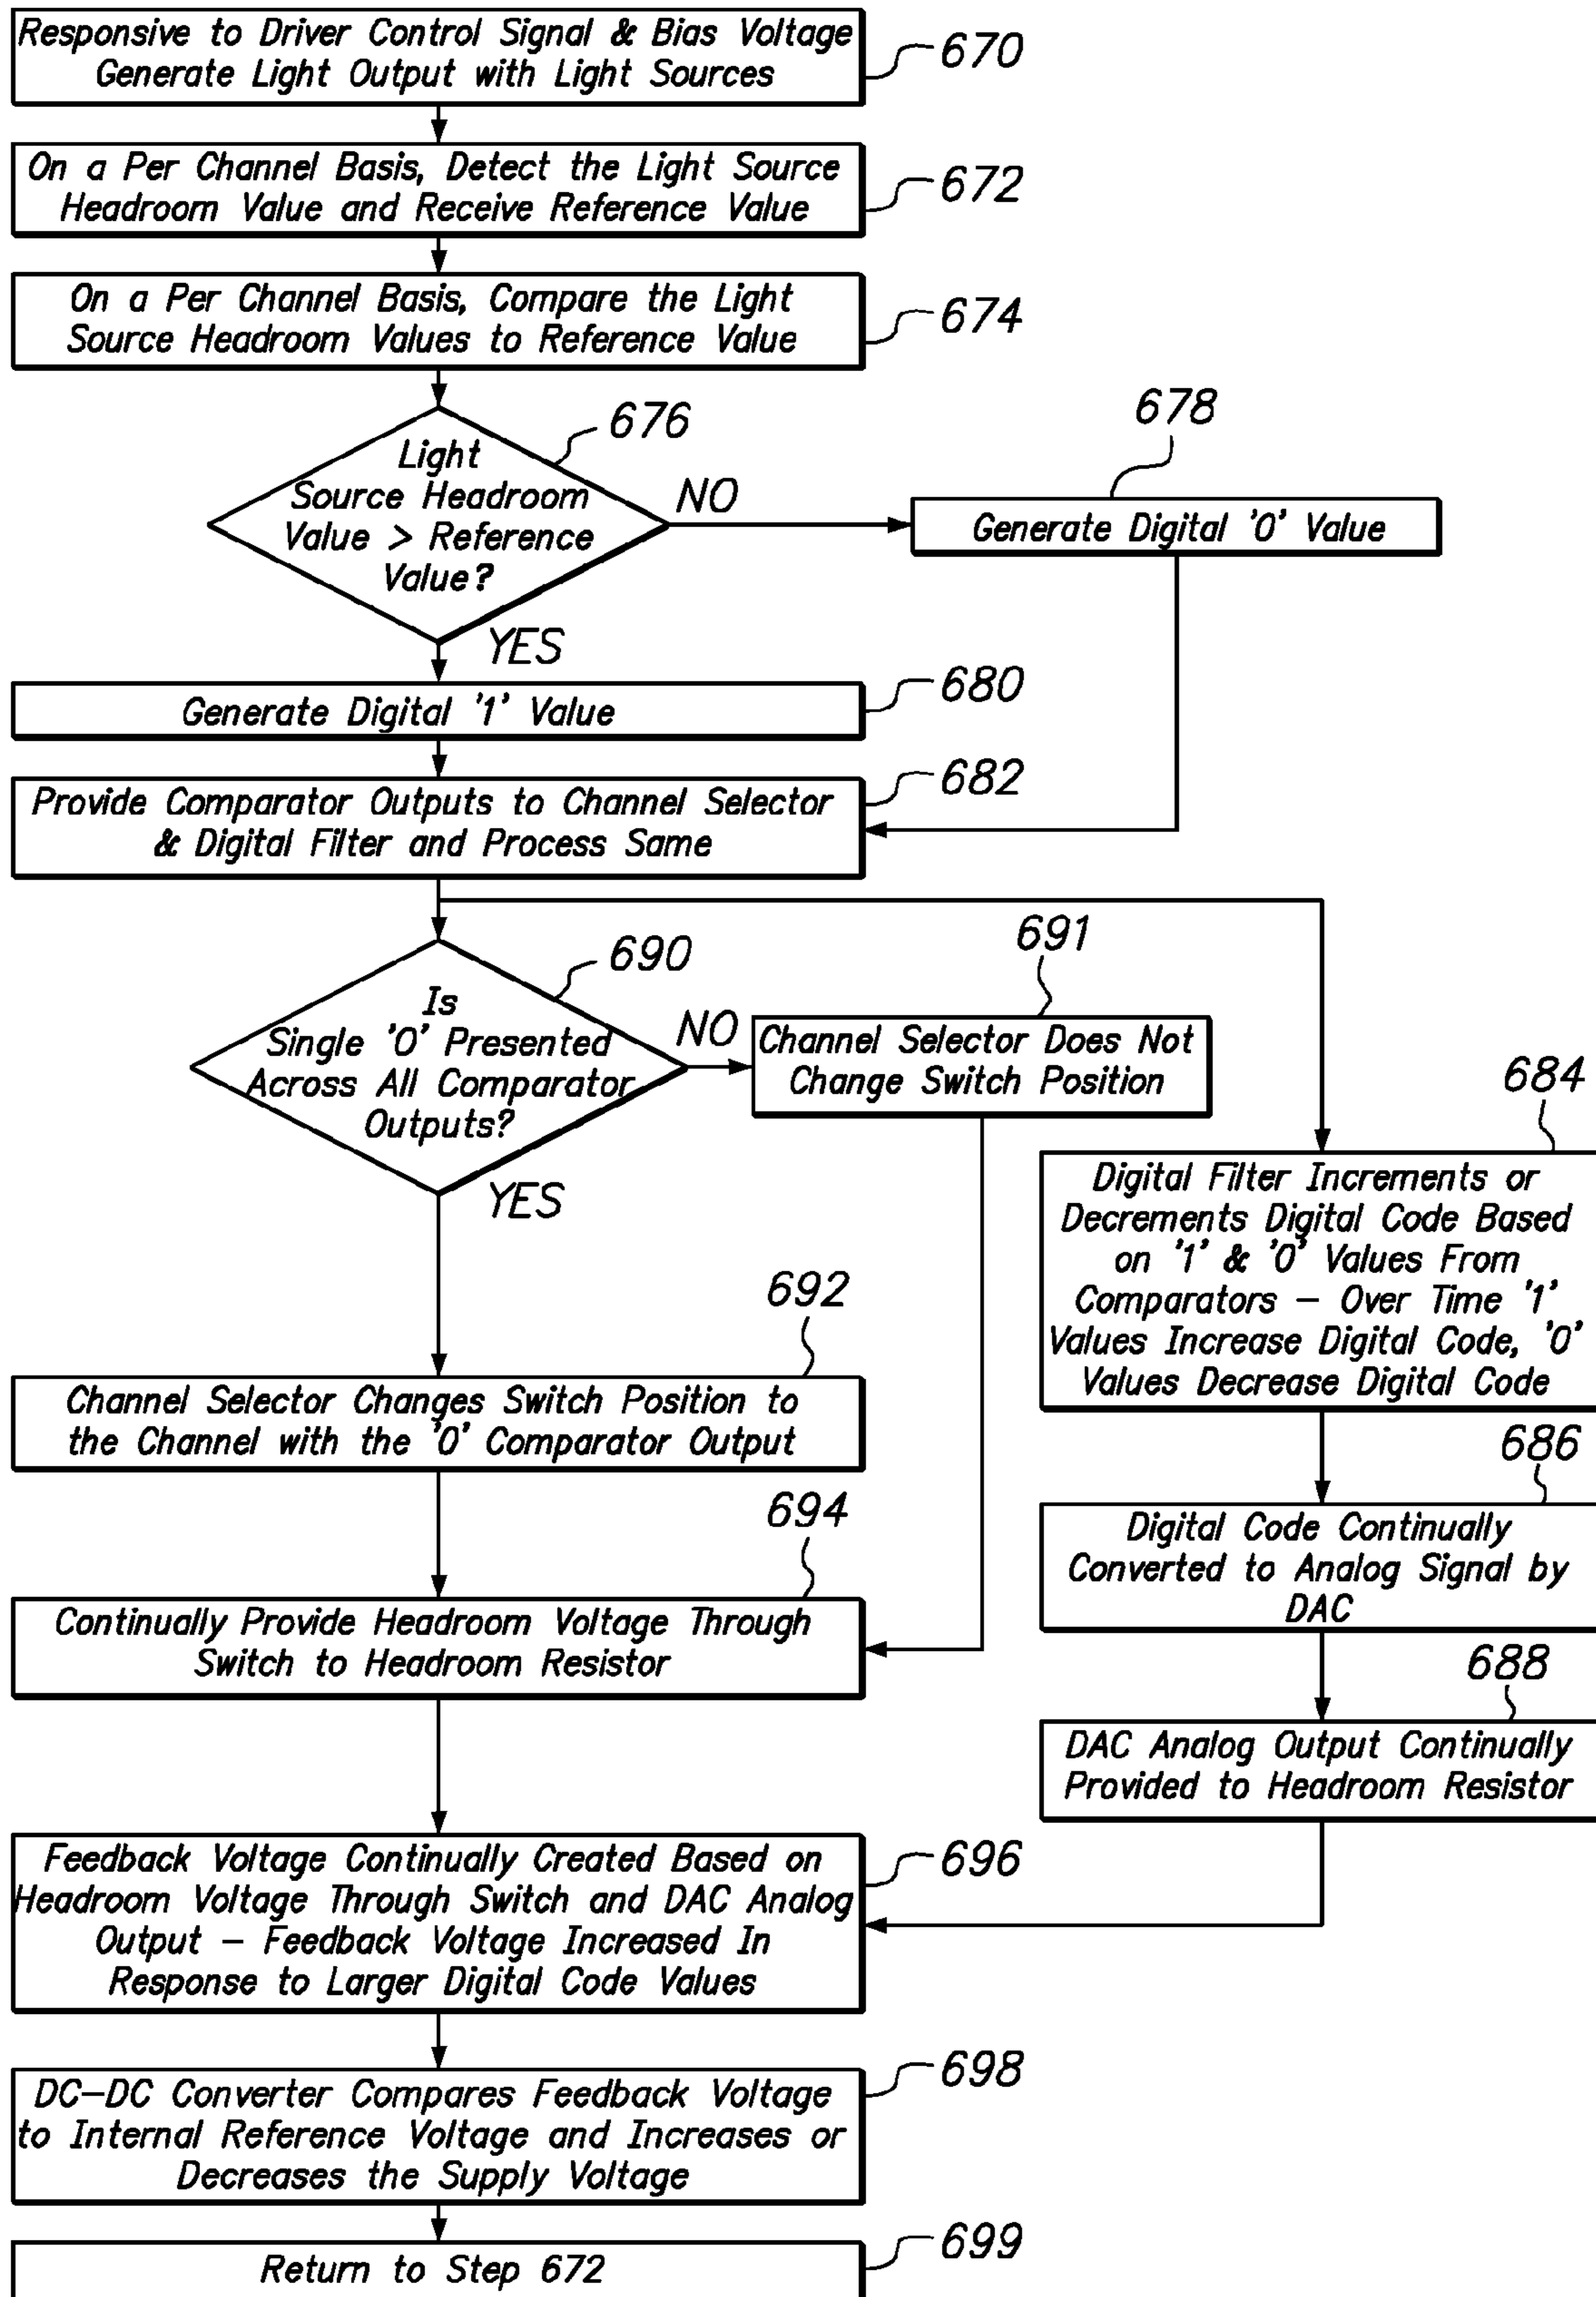 Responsive to Driver Control Signal & Bias Voltage
Generate Light Output with Light Sources
670
On a Per Channel Basis, Detect the Light Source
Headroom Value and Receive Reference Value
672
On a Per Channel Basis, Compare the Light
Source Headroom Values to Reference Value
674
676
Light
Source Headroom
Value > Reference
Value?
NO
YES
678
Generate Digital '0' Value
Generate Digital '1' Value
680
Provide Comparator Outputs to Channel Selector
& Digital Filter and Process Same
682
690
Is
Single '0' Presented
Across All Comparator
Outputs?
NO
YES
691
Channel Selector Does Not
Change Switch Position
684
Digital Filter Increments or
Decrements Digital Code Based
on '1' & '0' Values From
Comparators – Over Time '1'
Values Increase Digital Code, '0'
Values Decrease Digital Code
692
Channel Selector Changes Switch Position to
the Channel with the '0' Comparator Output
686
Digital Code Continually
Converted to Analog Signal by
DAC
694
Continually Provide Headroom Voltage Through
Switch to Headroom Resistor
688
DAC Analog Output Continually
Provided to Headroom Resistor
Feedback Voltage Continually Created Based on
Headroom Voltage Through Switch and DAC Analog
Output – Feedback Voltage Increased In
Response to Larger Digital Code Values
696
DC–DC Converter Compares Feedback Voltage
to Internal Reference Voltage and Increases or
Decreases the Supply Voltage
698
Return to Step 672
699